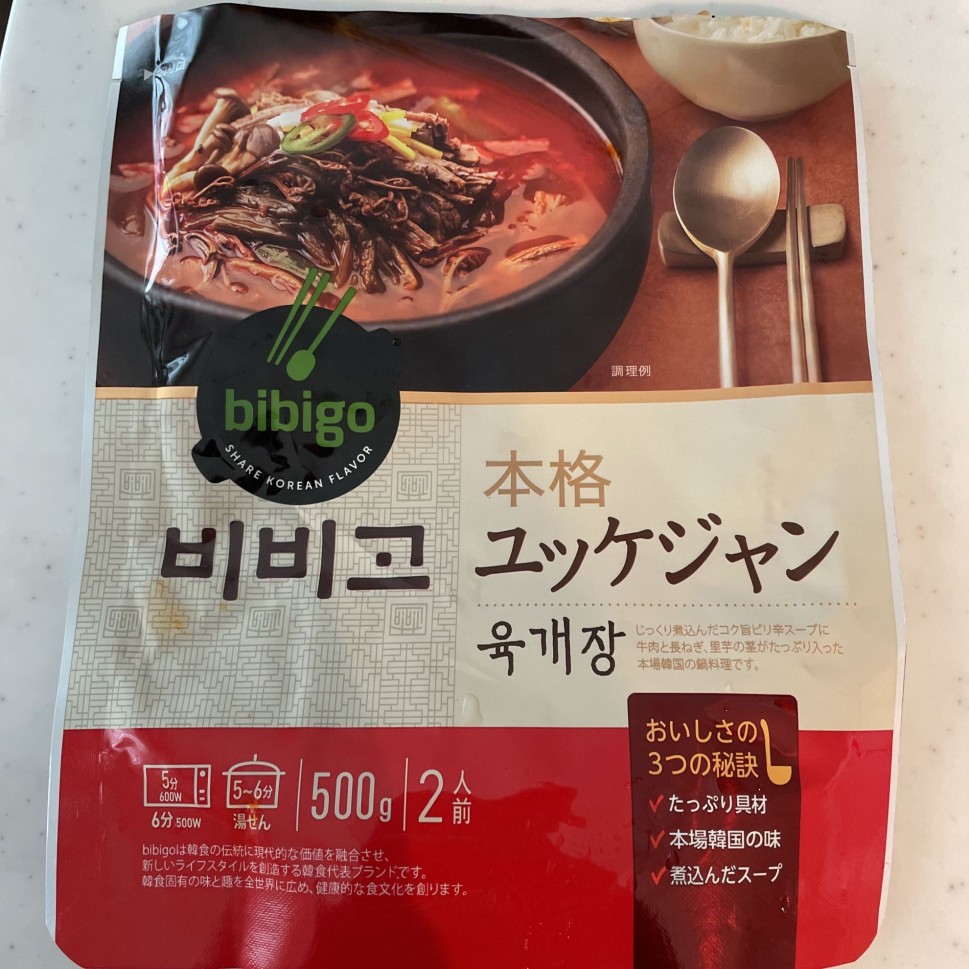 調理例
bibigo
SHARE KOREAN FLAVOR
비비고
本格
ユッケジャン
육개장
じっくり煮込んだコク旨ピリ辛スープに
牛肉と長ねぎ、里芋の茎がたっぷり入った
本場韓国の鍋料理です。
おいしさの
3つの秘訣
たっぷり具材
本場韓国の味
煮込んだスープ
5分
600W
6分 500W
5~6分
湯せん
500g
2人前
bibigoは韓食の伝統に現代的な価値を融合させ、
新しいライフスタイルを創造する韓食代表ブランドです。
韓食固有の味と趣を全世界に広め、健康的な食文化を創ります。